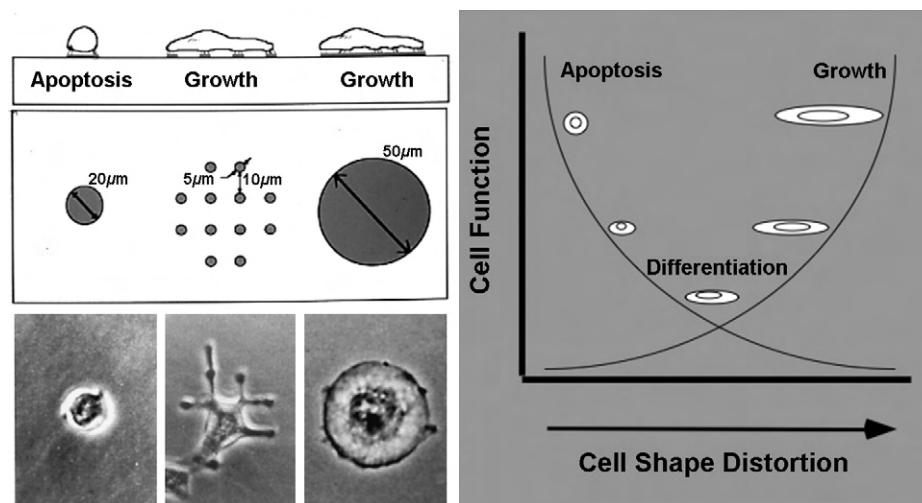 Apoptosis
Growth
Growth
20µm
5µm
10µm
50µm
Apoptosis
Growth
Differentiation
Cell Function
Cell Shape Distortion